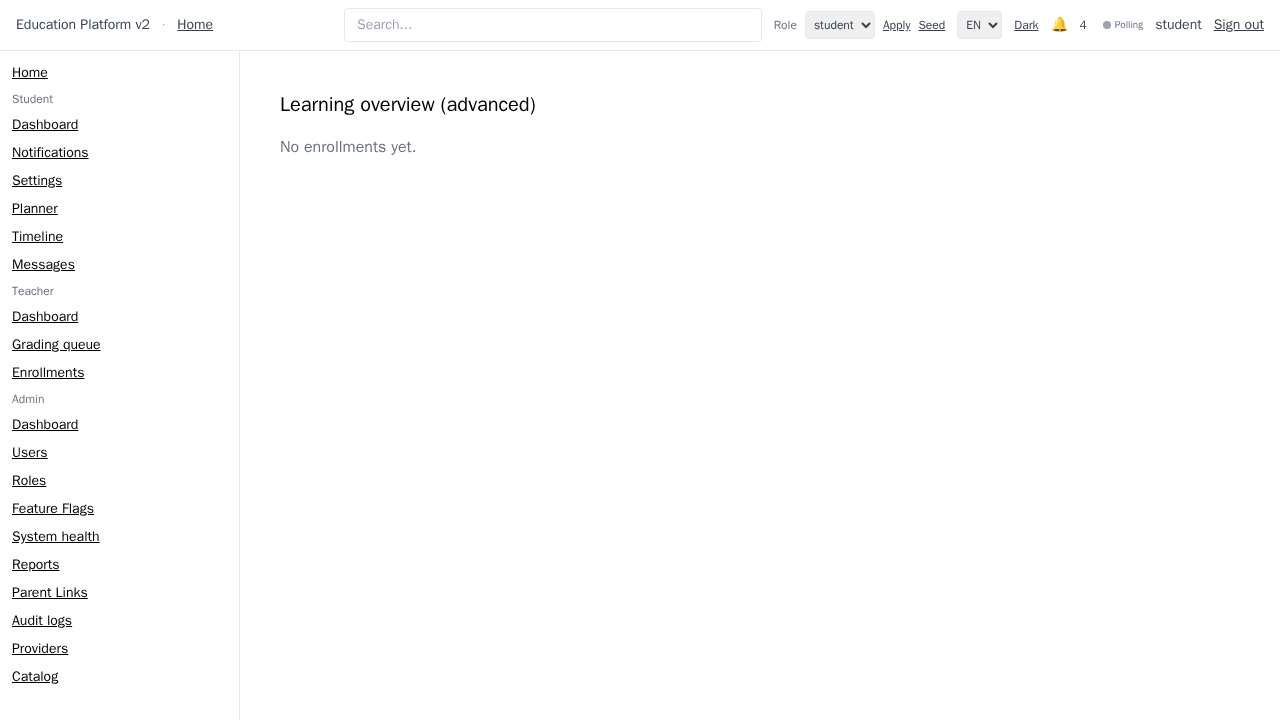 Education Platform v2 · Home
Search...
Role student Apply Seed EN Dark 🔔 4 Polling student Sign out
Home
Student
Dashboard
Notifications
Settings
Planner
Timeline
Messages
Teacher
Dashboard
Grading queue
Enrollments
Admin
Dashboard
Users
Roles
Feature Flags
System health
Reports
Parent Links
Audit logs
Providers
Catalog
Learning overview (advanced)
No enrollments yet.